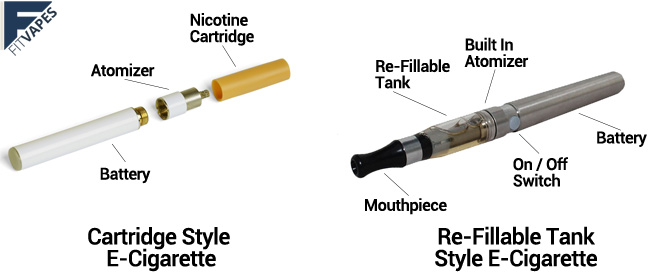 FITVAPES
Nicotine
Cartridge
Atomizer
Battery
Cartridge Style
E-Cigarette
Built In
Atomizer
Re-Fillable
Tank
Battery
On / Off
Switch
Mouthpiece
Re-Fillable Tank
Style E-Cigarette